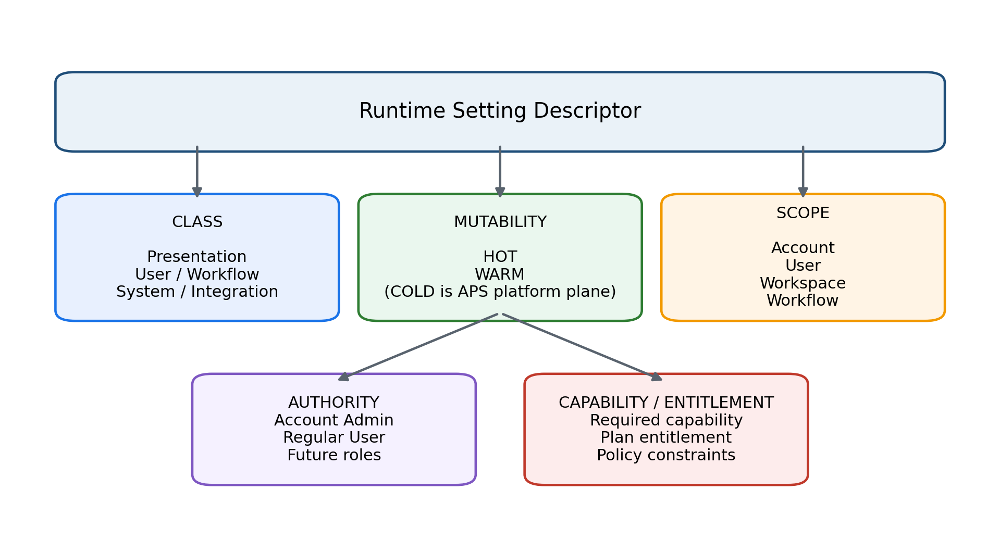 Runtime Setting Descriptor
CLASS
Presentation
User / Workflow
System / Integration
MUTABILITY
HOT
WARM
(COLD is APS platform plane)
SCOPE
Account
User
Workspace
Workflow
AUTHORITY
Account Admin
Regular User
Future roles
CAPABILITY / ENTITLEMENT
Required capability
Plan entitlement
Policy constraints